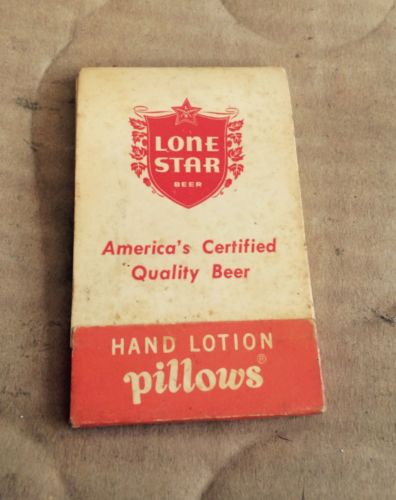 LONE
STAR
BEER
America's Certified
Quality Beer
HAND LOTION
pillows®